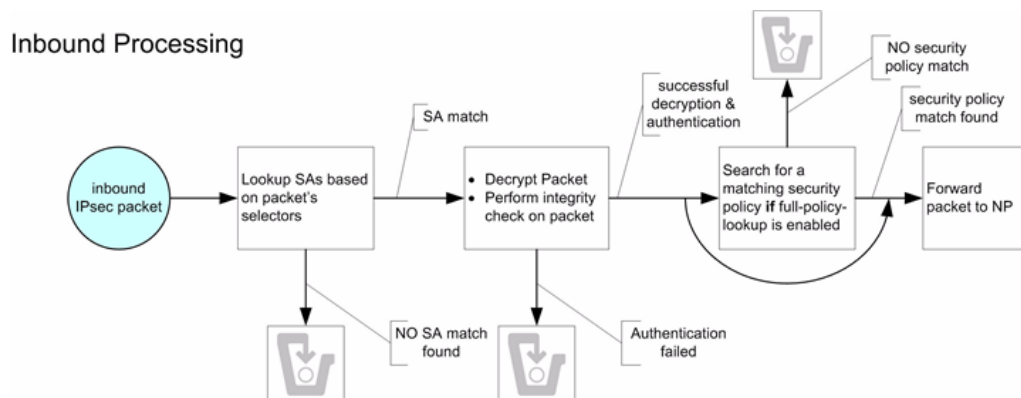 Inbound Processing
NO security
policy match
successful
decryption &
authentication
security policy
match found
SA match
inbound
IPsec packet
Lookup SAs based
on packet's
selectors
• Decrypt Packet
• Perform integrity
check on packet
Search for a
matching security
policy if full-policy-
lookup is enabled
Forward
packet to NP
NO SA match
found
Authentication
failed